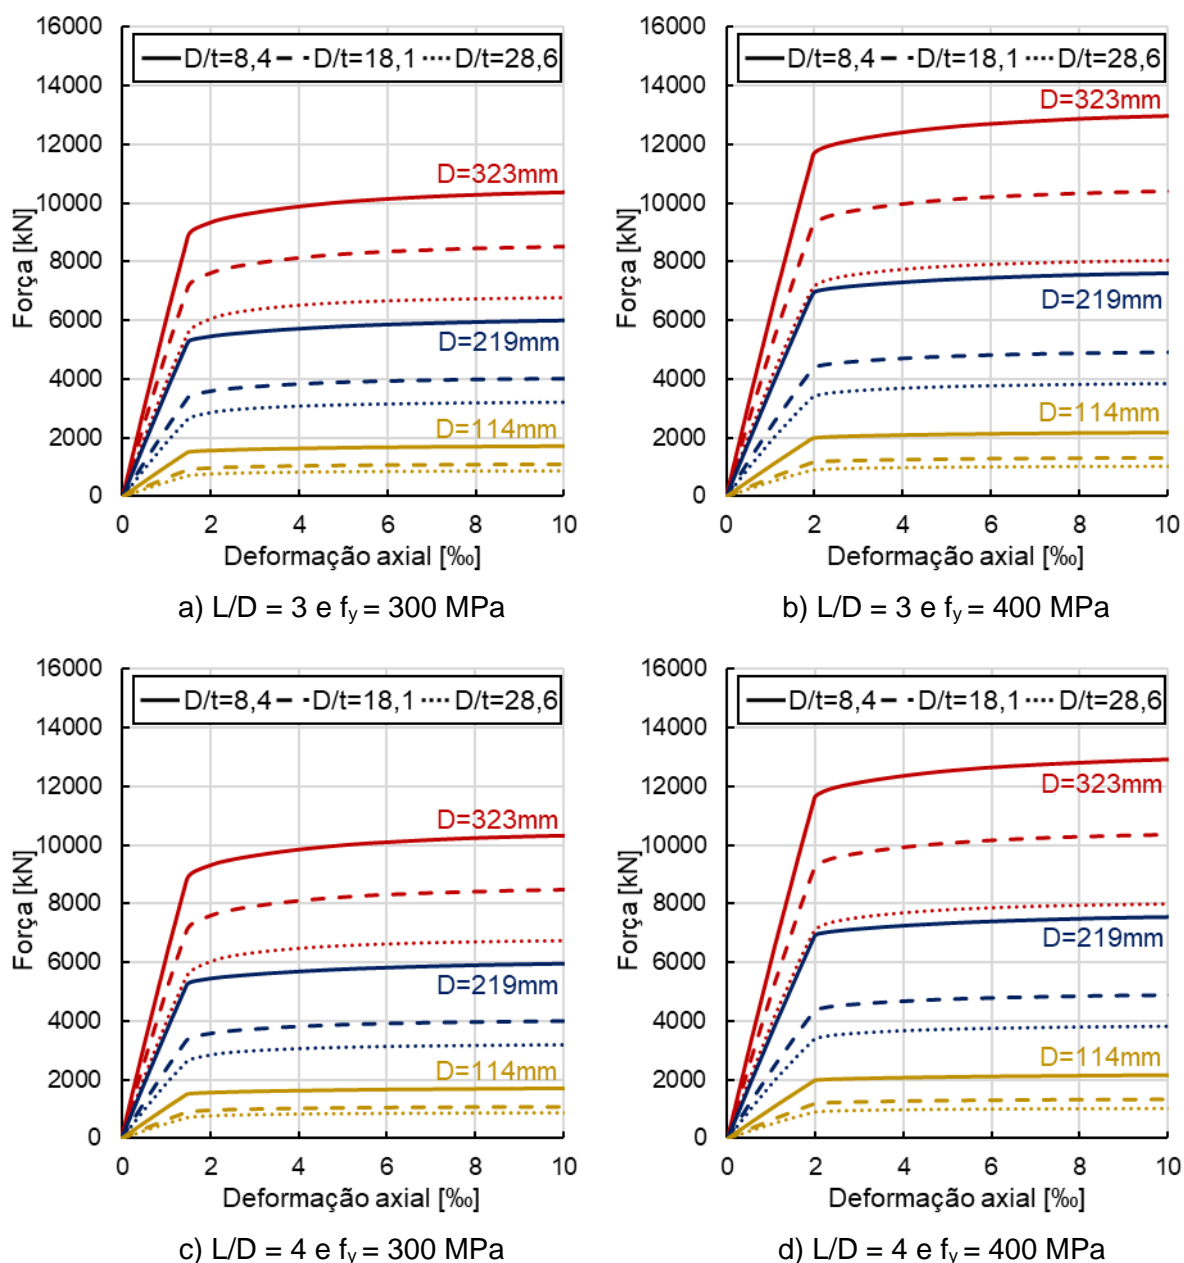 16000
14000
12000
10000
8000
6000
4000
2000
0
Força [kN]
D/t=8,4 D/t=18,1 D/t=28,6
D=323mm
D=219mm
D=114mm
0 2 4 6 8 10
Deformação axial [‰]
a) L/D = 3 e fy = 300 MPa
16000
14000
12000
10000
8000
6000
4000
2000
0
Força [kN]
D/t=8,4 D/t=18,1 D/t=28,6
D=323mm
D=219mm
D=114mm
0 2 4 6 8 10
Deformação axial [‰]
b) L/D = 3 e fy = 400 MPa
16000
14000
12000
10000
8000
6000
4000
2000
0
Força [kN]
D/t=8,4 D/t=18,1 D/t=28,6
D=323mm
D=219mm
D=114mm
0 2 4 6 8 10
Deformação axial [‰]
c) L/D = 4 e fy = 300 MPa
16000
14000
12000
10000
8000
6000
4000
2000
0
Força [kN]
D/t=8,4 D/t=18,1 D/t=28,6
D=323mm
D=219mm
D=114mm
0 2 4 6 8 10
Deformação axial [‰]
d) L/D = 4 e fy = 400 MPa